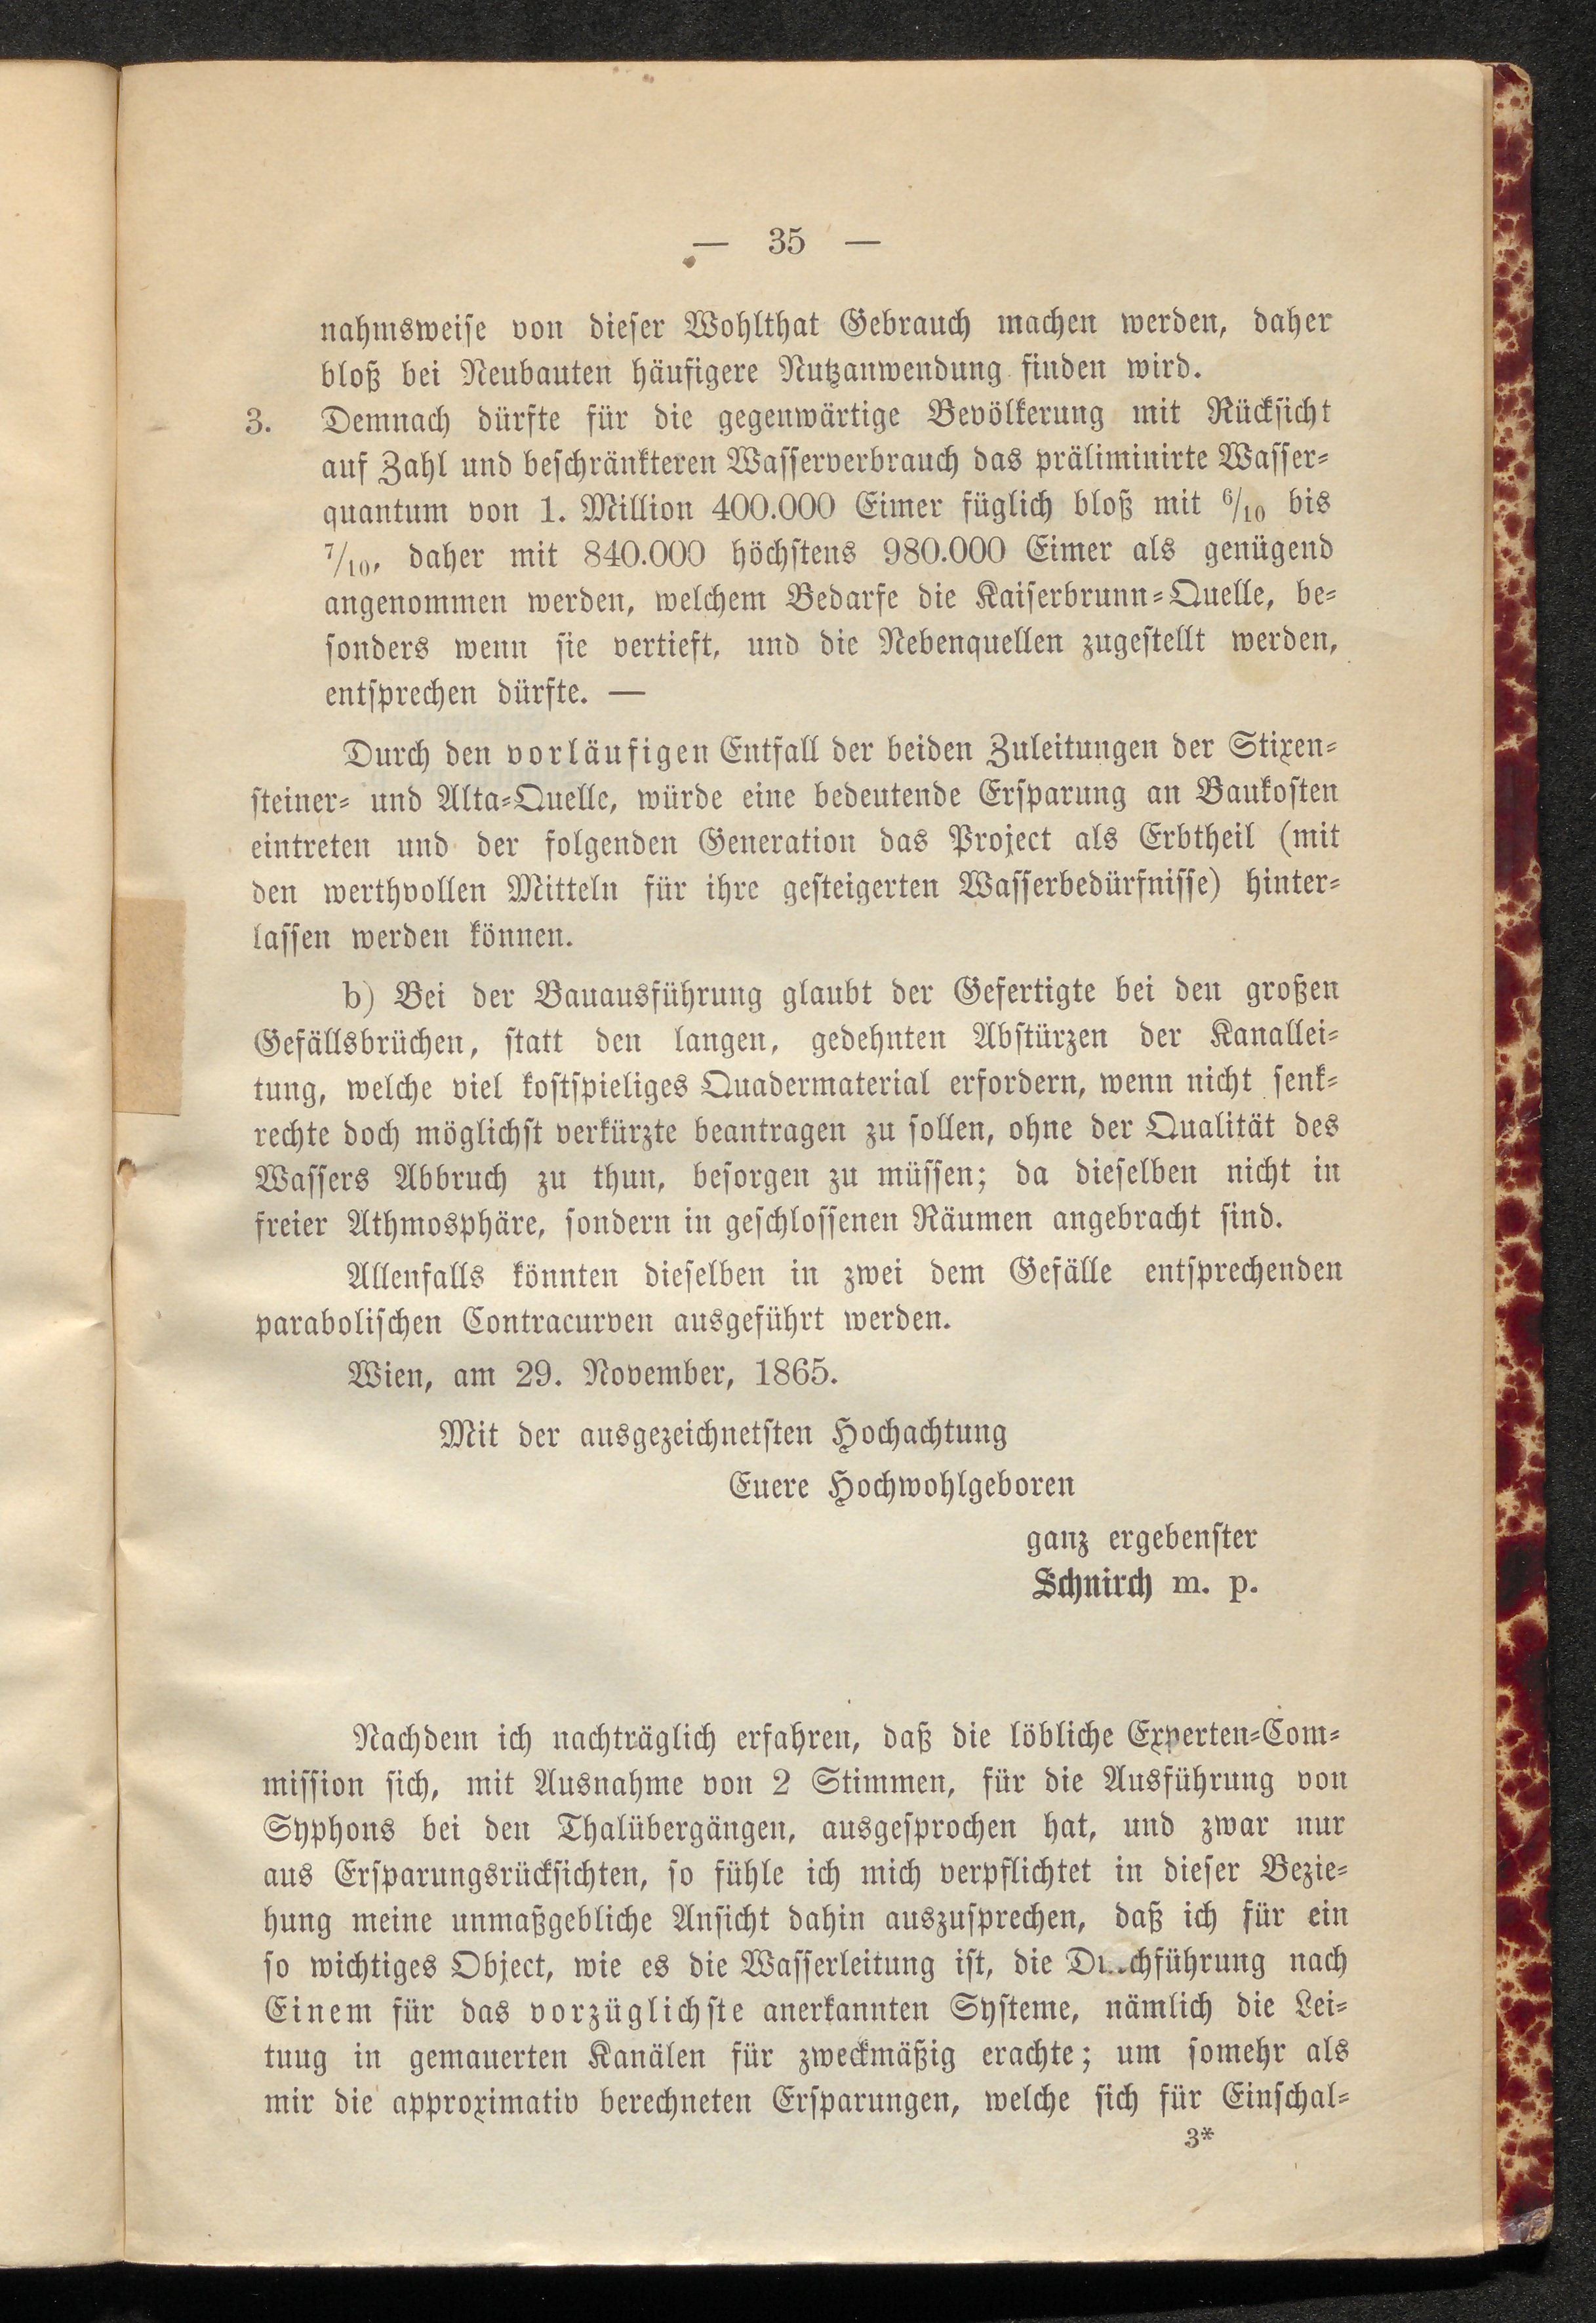 — 35 —
nahmsweise von dieser Wohlthat Gebrauch machen werden, daher
bloß bei Neubauten häufigere Nutzanwendung finden wird.
3. Demnach dürfte für die gegenwärtige Bevölkerung mit Rücksicht
auf Zahl und beschränkteren Wasserverbrauch das präliminirte Wasser-
quantum von 1. Million 400.000 Eimer füglich bloß mit 6/10 bis
7/10, daher mit 840.000 höchstens 980.000 Eimer als genügend
angenommen werden, welchem Bedarfe die Kaiserbrunn-Quelle, be-
sonders wenn sie vertieft, und die Nebenquellen zugestellt werden,
entsprechen dürfte. —
Durch den vorläufigen Entfall der beiden Zuleitungen der Stixen-
steiner- und Alta-Quelle, würde eine bedeutende Ersparung an Baukosten
eintreten und der folgenden Generation das Project als Erbtheil (mit
den werthvollen Mitteln für ihre gesteigerten Wasserbedürfnisse) hinter-
lassen werden können.
b) Bei der Bauausführung glaubt der Gefertigte bei den großen
Gefällsbrüchen, statt den langen, gedehnten Abstürzen der Kanallei-
tung, welche viel kostspieliges Quadermaterial erfordern, wenn nicht senk-
rechte doch möglichst verkürzte beantragen zu sollen, ohne der Qualität des
Wassers Abbruch zu thun, besorgen zu müssen; da dieselben nicht in
freier Athmosphäre, sondern in geschlossenen Räumen angebracht sind.
Allenfalls könnten dieselben in zwei dem Gefälle entsprechenden
parabolischen Contracurven ausgeführt werden.
Wien, am 29. November, 1865.
Mit der ausgezeichnetsten Hochachtung
Euere Hochwohlgeboren
ganz ergebenster
Schnirch m. p.
Nachdem ich nachträglich erfahren, daß die löbliche Experten-Com-
mission sich, mit Ausnahme von 2 Stimmen, für die Ausführung von
Syphons bei den Thalübergängen, ausgesprochen hat, und zwar nur
aus Ersparungsrücksichten, so fühle ich mich verpflichtet in dieser Bezie-
hung meine unmaßgebliche Ansicht dahin auszusprechen, daß ich für ein
so wichtiges Object, wie es die Wasserleitung ist, die Durchführung nach
Einem für das vorzüglichste anerkannten Systeme, nämlich die Lei-
tuug in gemauerten Kanälen für zweckmäßig erachte; um somehr als
mir die approximativ berechneten Ersparungen, welche sich für Einschal-
3*